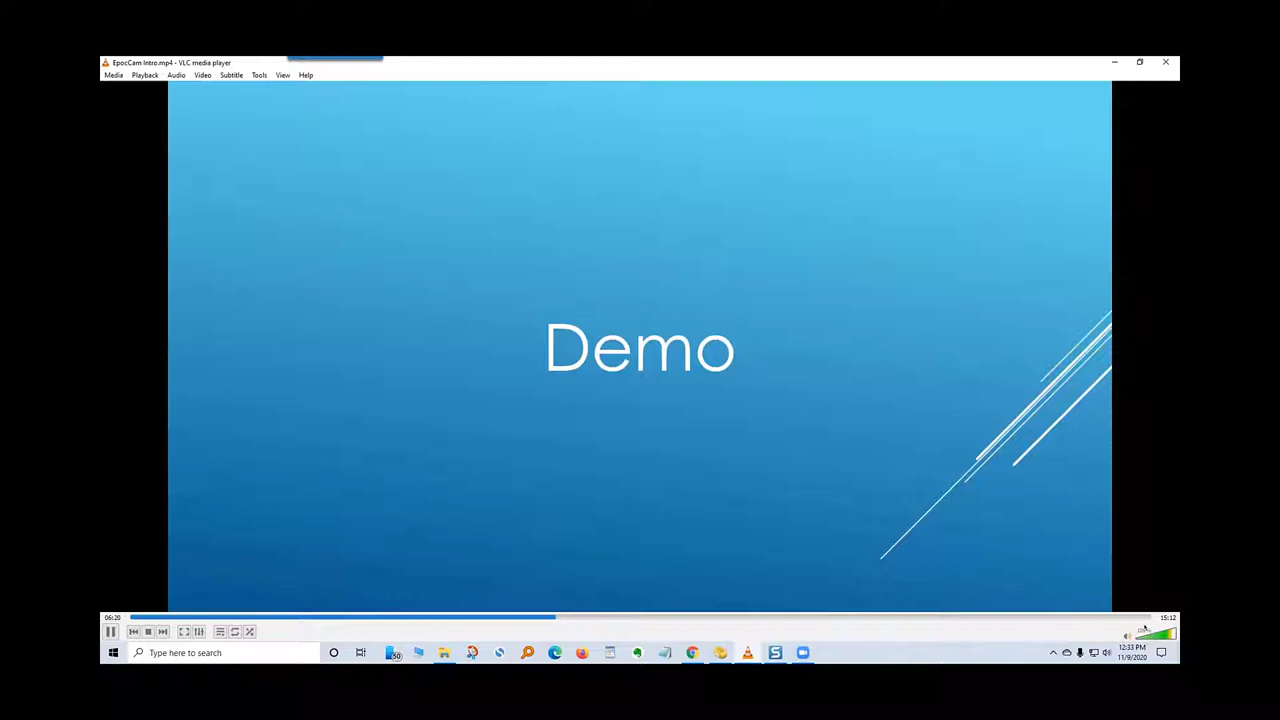 EpocCam Intro.mp4 - VLC media player
Media Playback Audio Video Subtitle Tools View Help
Demo
06:20 15:12
Type here to search
50
12:33 PM
11/9/2020